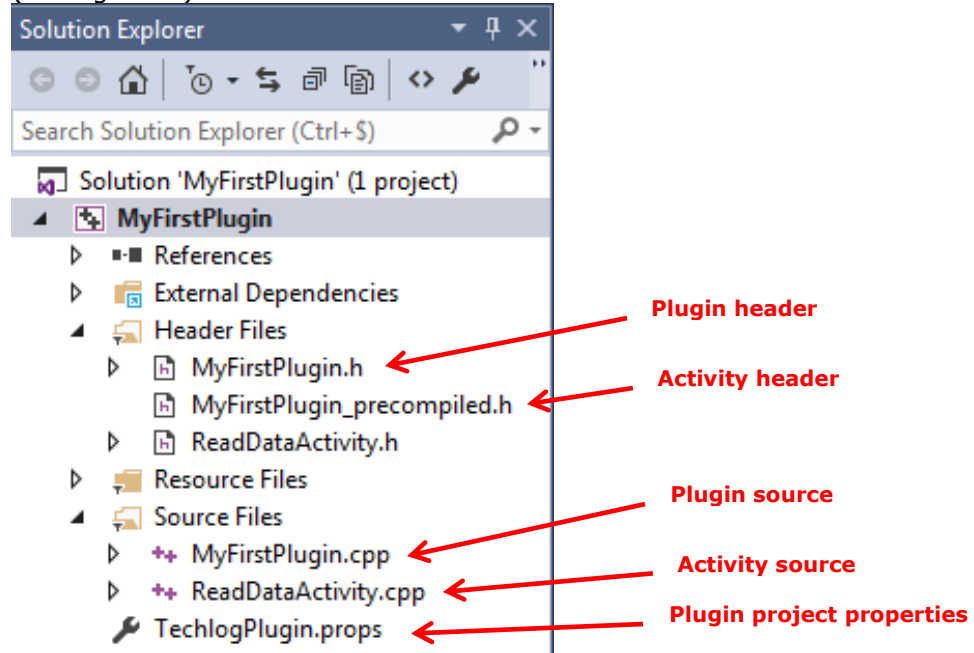 Solution Explorer
Search Solution Explorer (Ctrl+$)
Solution 'MyFirstPlugin' (1 project)
MyFirstPlugin
References
External Dependencies
Header Files
Plugin header
MyFirstPlugin.h
Activity header
MyFirstPlugin_precompiled.h
ReadDataActivity.h
Resource Files
Plugin source
Source Files
MyFirstPlugin.cpp
Activity source
ReadDataActivity.cpp
Plugin project properties
TechlogPlugin.props